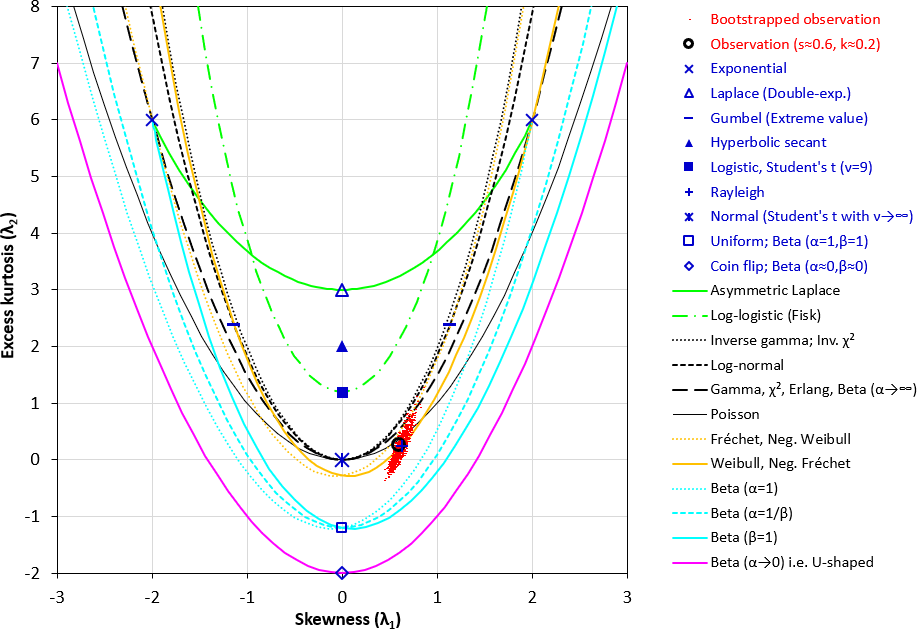 8
7
6
5
4
3
2
1
0
-1
-2
-3
-2
-1
0
1
2
3
Excess kurtosis (λ2)
Skewness (λ1)
Bootstrapped observation
Observation (s≈0.6, k≈0.2)
Exponential
Laplace (Double-exp.)
Gumbel (Extreme value)
Hyperbolic secant
Logistic, Student's t (ν=9)
Rayleigh
Normal (Student's t with ν→∞)
Uniform; Beta (α=1,β=1)
Coin flip; Beta (α≈0,β≈0)
Asymmetric Laplace
Log-logistic (Fisk)
Inverse gamma; Inv. χ²
Log-normal
Gamma, χ², Erlang, Beta (α→∞)
Poisson
Fréchet, Neg. Weibull
Weibull, Neg. Fréchet
Beta (α=1)
Beta (α=1/β)
Beta (β=1)
Beta (α→0) i.e. U-shaped